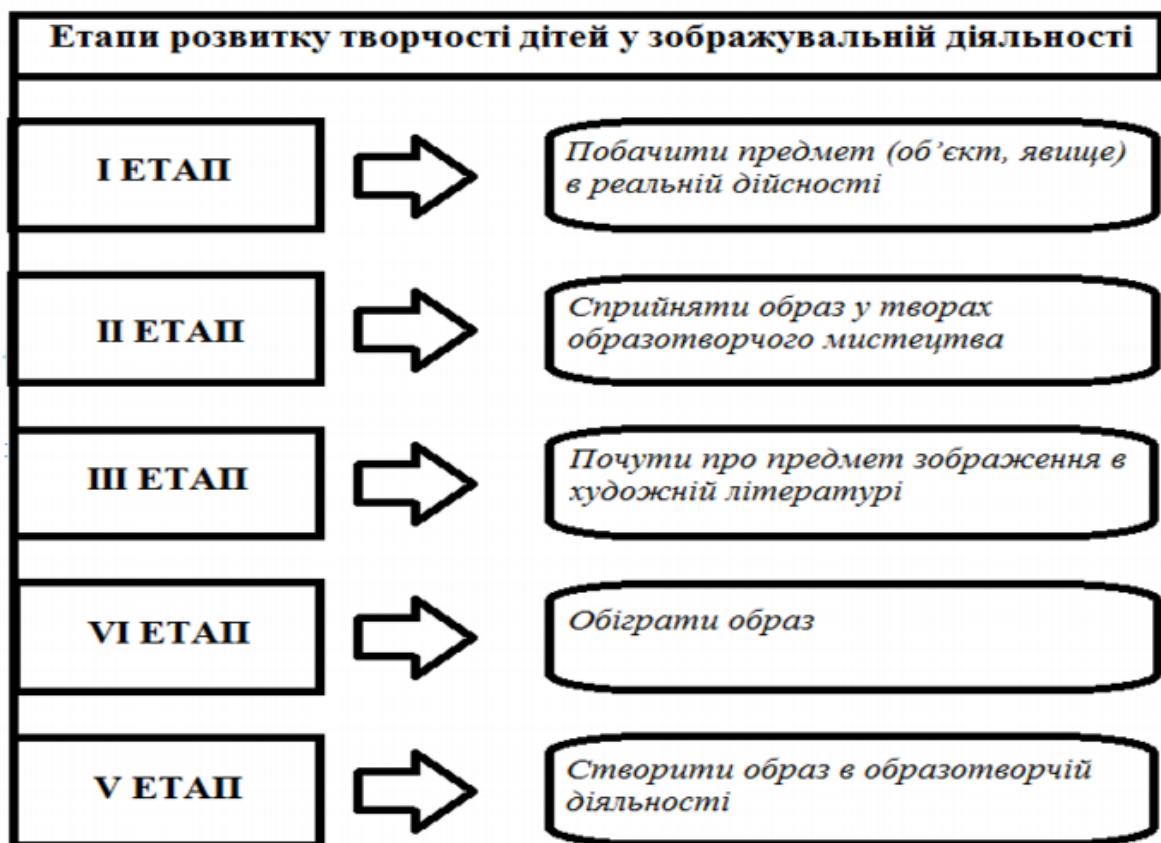 Етапи розвитку творчості дітей у зображувальній діяльності
І ЕТАП
Побачити предмет (об’єкт, явище)
в реальній дійсності
ІІ ЕТАП
Сприйняти образ у творах
образотворчого мистецтва
ІІІ ЕТАП
Почути про предмет зображення в
художній літературі
VI ЕТАП
Обіграти образ
V ЕТАП
Створити образ в образотворчій
діяльності